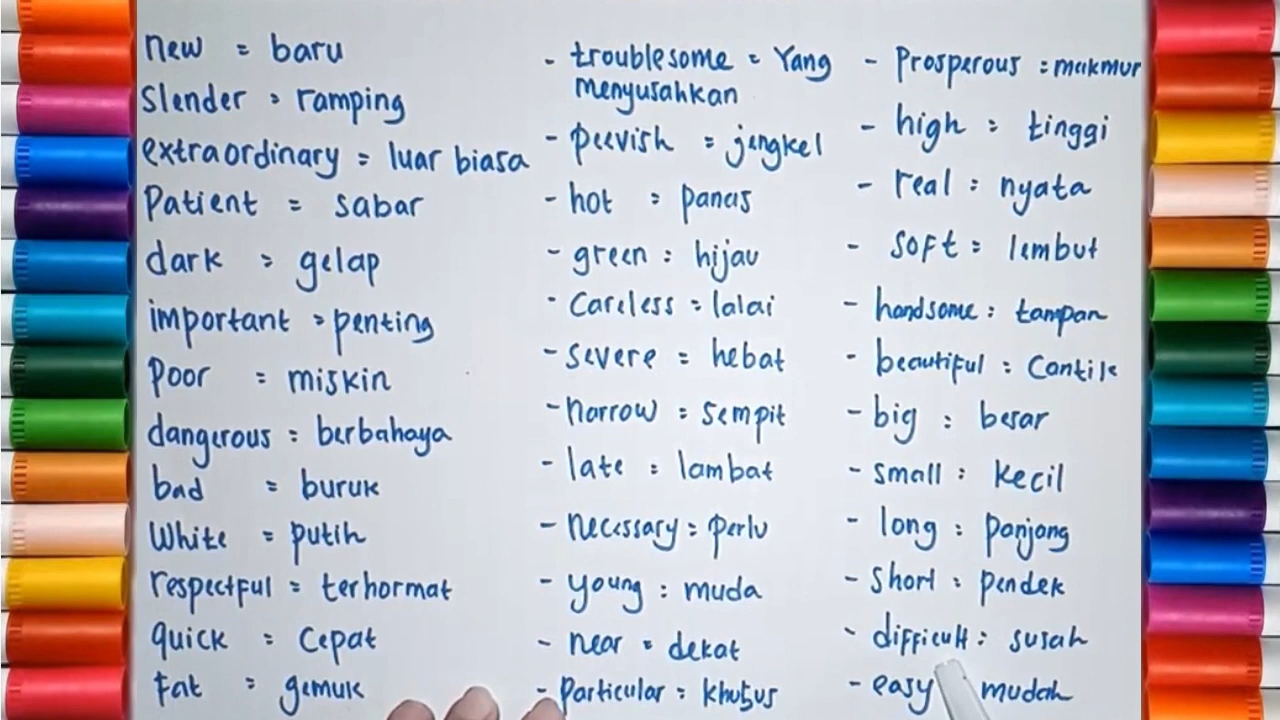 new = baru
Slender = ramping
extraordinary = luar biasa
Patient = sabar
dark = gelap
important = penting
Poor = miskin
dangerous = berbahaya
bad = buruk
White = putih
respectful = terhormat
quick = Cepat
Fat = gemuk
- troublesome = Yang
menyusahkan
- peevish = jengkel
- hot = panas
- green = hijau
- Careless = lalai
- severe = hebat
- narrow = sempit
- late = lambat
- necessary = perlu
- young = muda
- near = dekat
- particular = khusus
- Prosperous = makmur
- high = tinggi
- real = nyata
- soft = lembut
- handsome = tampan
- beautiful = Cantik
- big = besar
- small = kecil
- long = panjang
- short = pendek
- difficult = susah
- easy mudah